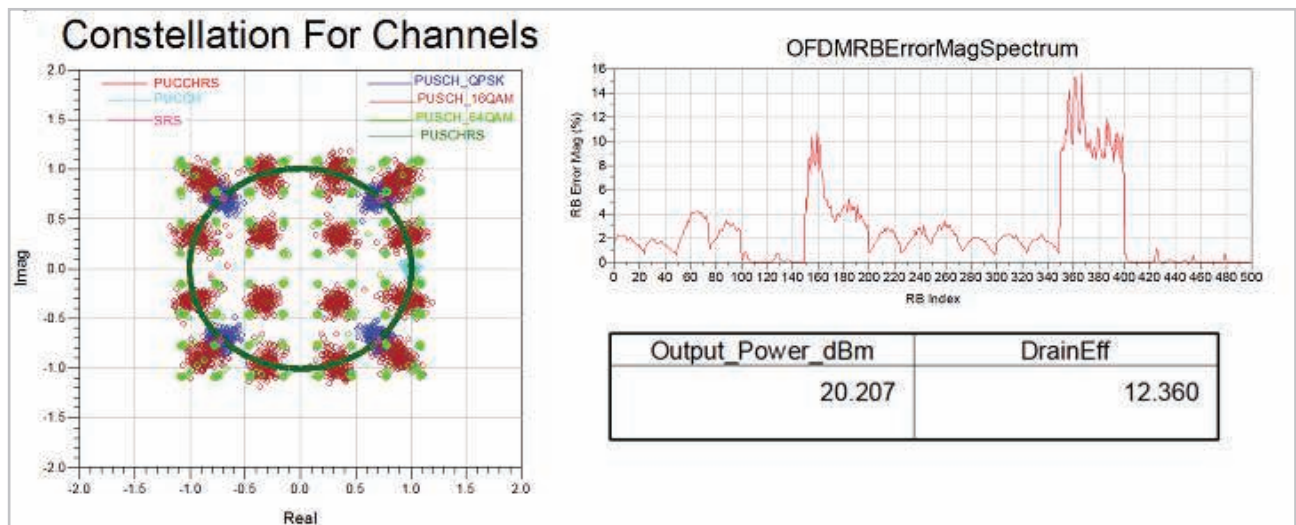 Constellation For Channels
2.0
1.5
1.0
0.5
0.0
-0.5
-1.0
-1.5
-2.0
-2.0 -1.5 -1.0 -0.5 0.0 0.5 1.0 1.5 2.0
Imag
Real
PUCCHRS
PUCCH
SRS
PUSCH_QPSK
PUSCH_16QAM
PUSCH_64QAM
PUSCHRS
OFDMRBErrorMagSpectrum
RB Error Mag (%)
16
14
12
10
8
6
4
2
0
0 20 40 60 80 100 120 140 160 180 200 220 240 260 280 300 320 340 360 380 400 420 440 460 480 500
RB Index
Output_Power_dBm DrainEff
20.207 12.360